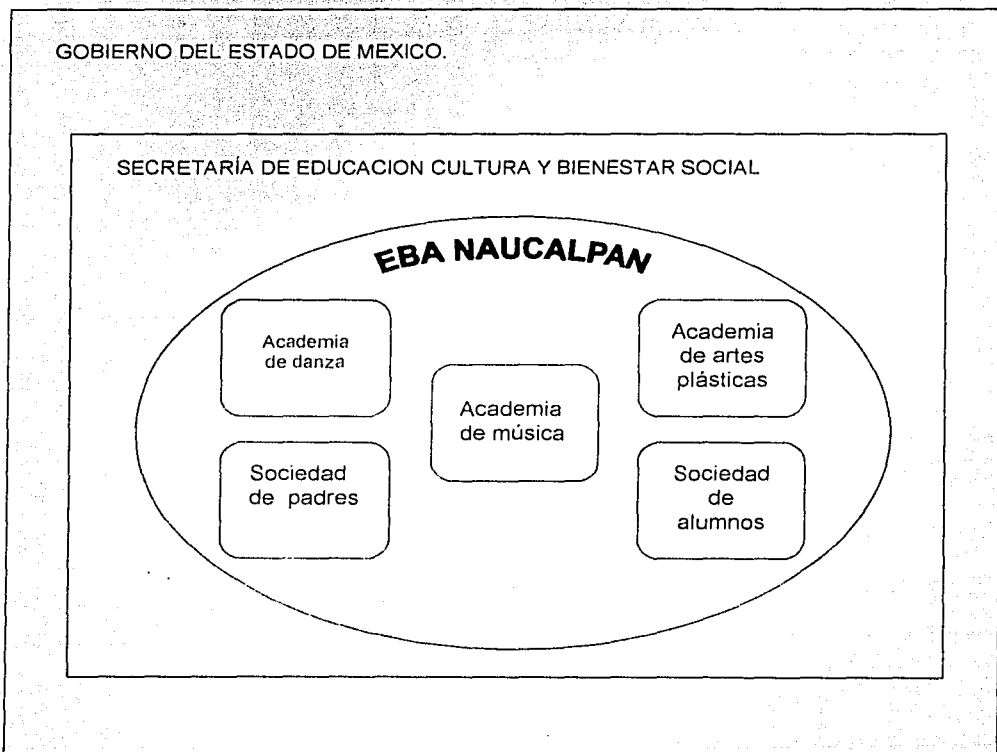 GOBIERNO DEL ESTADO DE MEXICO.
SECRETARÍA DE EDUCACION CULTURA Y BIENESTAR SOCIAL
EBA NAUCALPAN
Academia
de danza
Academia
de artes
plásticas
Academia
de música
Sociedad
de padres
Sociedad
de
alumnos